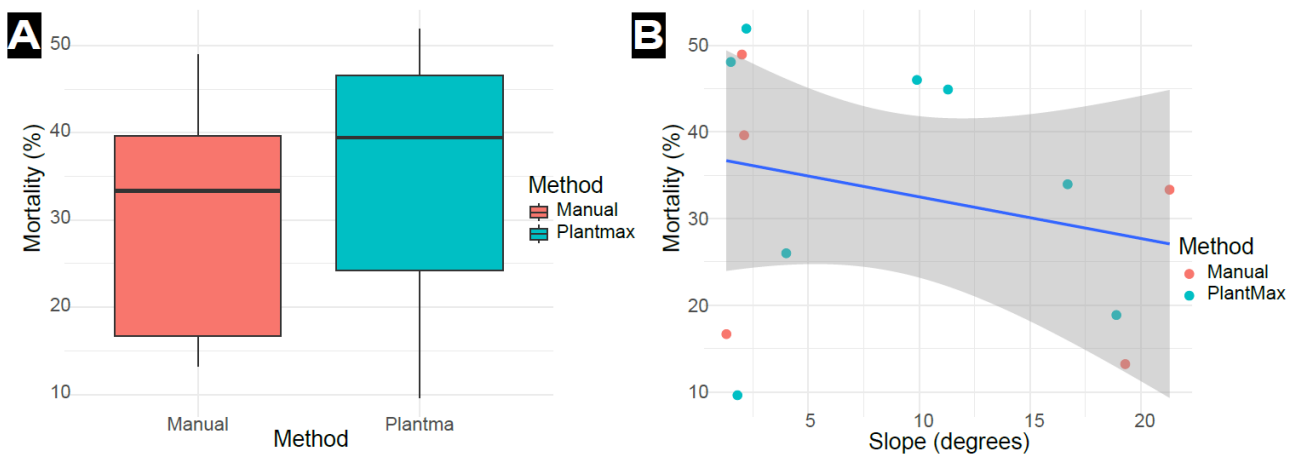 A
Mortality (%)
50
40
30
20
10
Manual
Plantma
Method
Method
Manual
Plantmax
B
Mortality (%)
50
40
30
20
10
5
10
15
20
Slope (degrees)
Method
Manual
PlantMax